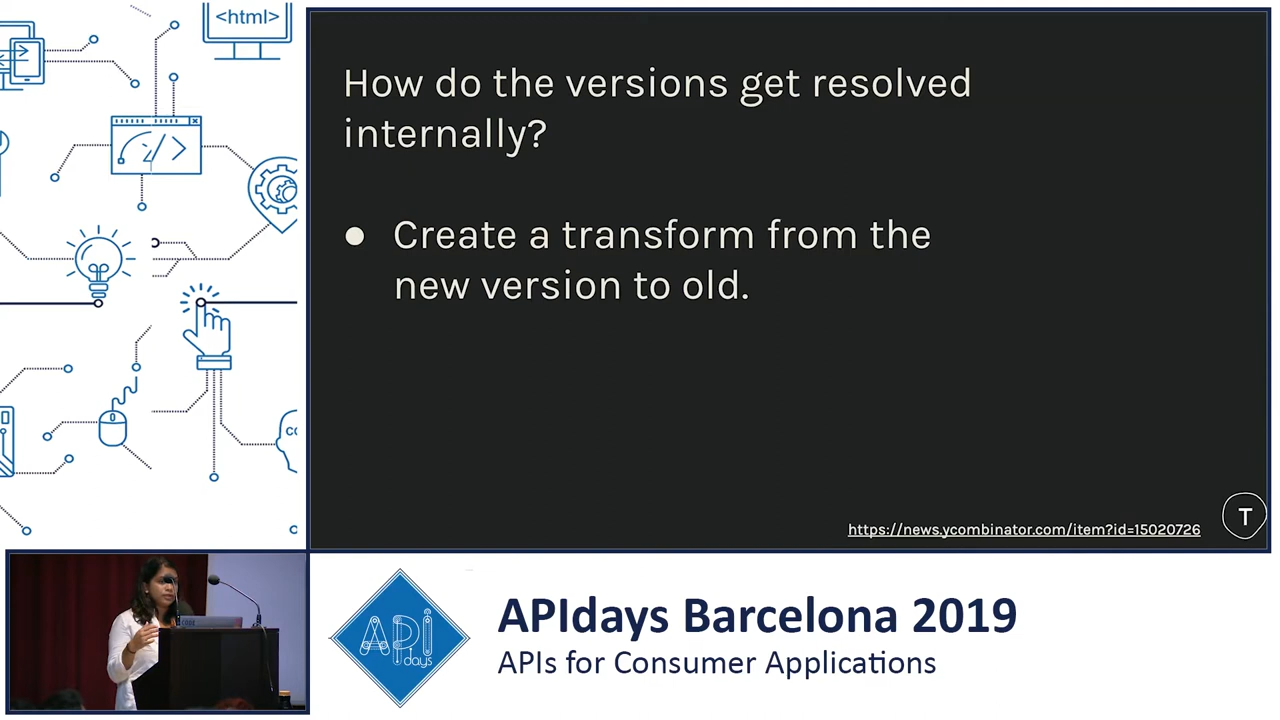 <html>
How do the versions get resolved
internally?
● Create a transform from the
new version to old.
https://news.ycombinator.com/item?id=15020726
T
CODE
API
days
APIdays Barcelona 2019
APIs for Consumer Applications